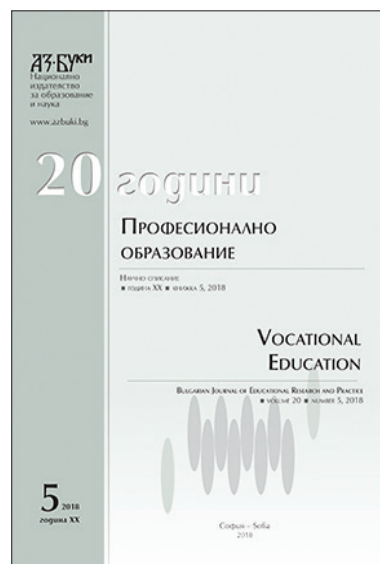 АЗ·БУКИ
Национално
издателство
за образование
и наука
www.azbuki.bg
20 години
Професионално
образование
Научно списание
▪ година XX ▪ книжка 5, 2018
Vocational
Education
Bulgarian Journal of Educational Research and Practice
▪ volume 20 ▪ number 5, 2018
5 2018
година XX
София – Sofia
2018